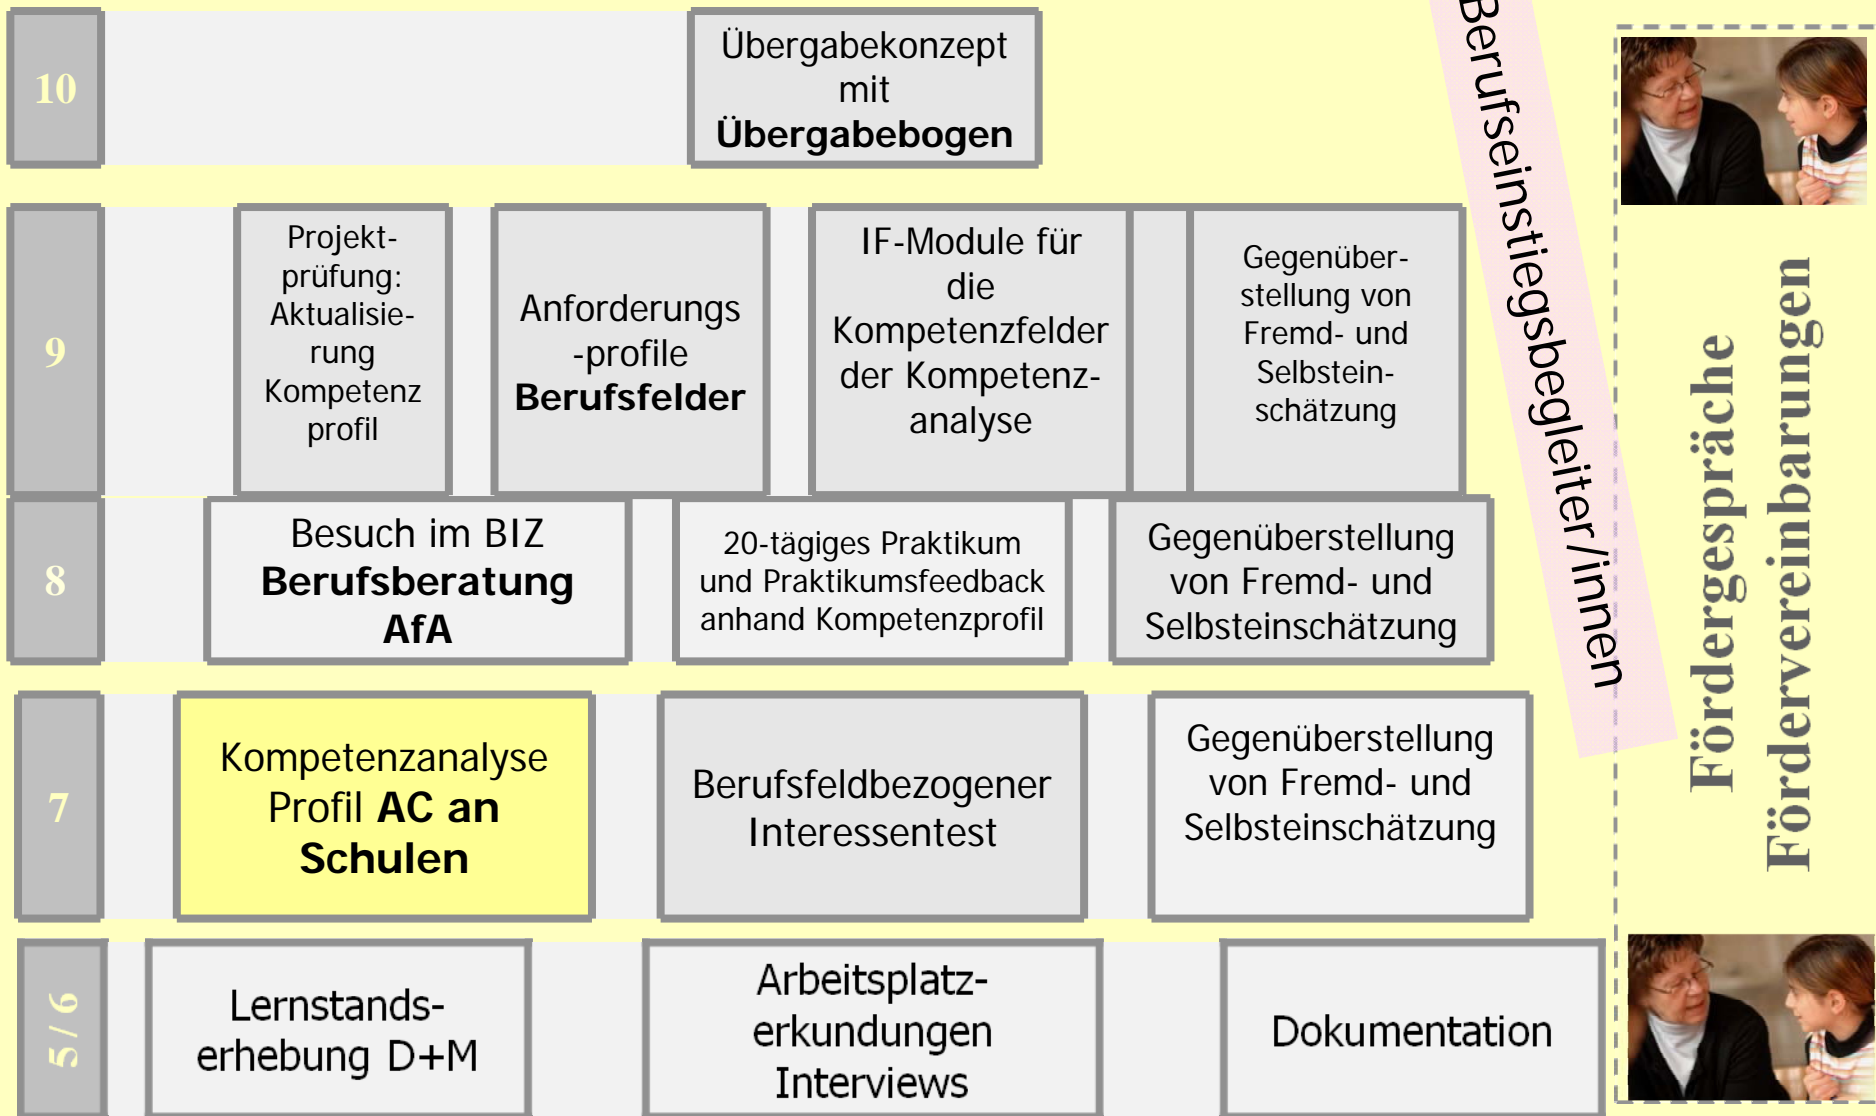 10
Übergabekonzept
mit
Übergabebogen
9
Projekt-
prüfung:
Aktualisie-
rung
Kompetenz
profil
Anforderungs
-profile
Berufsfelder
IF-Module für
die
Kompetenzfelder
der Kompetenz-
analyse
Gegenüber-
stellung von
Fremd- und
Selbstein-
schätzung
8
Besuch im BIZ
Berufsberatung
AfA
20-tägiges Praktikum
und Praktikumsfeedback
anhand Kompetenzprofil
Gegenüberstellung
von Fremd- und
Selbsteinschätzung
7
Kompetenzanalyse
Profil AC an
Schulen
Berufsfeldbezogener
Interessentest
Gegenüberstellung
von Fremd- und
Selbsteinschätzung
5/6
Lernstands-
erhebung D+M
Arbeitsplatz-
erkundungen
Interviews
Dokumentation
Berufseinstiegsbegleiter/innen
Fördergespräche
Fördervereinbarungen